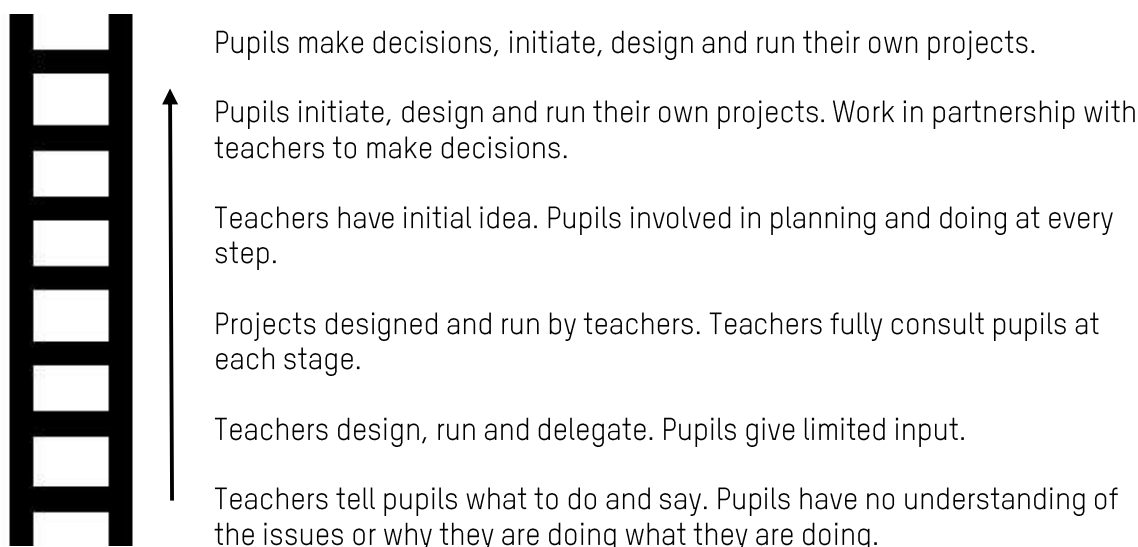 Pupils make decisions, initiate, design and run their own projects.
Pupils initiate, design and run their own projects. Work in partnership with
teachers to make decisions.
Teachers have initial idea. Pupils involved in planning and doing at every
step.
Projects designed and run by teachers. Teachers fully consult pupils at
each stage.
Teachers design, run and delegate. Pupils give limited input.
Teachers tell pupils what to do and say. Pupils have no understanding of
the issues or why they are doing what they are doing.